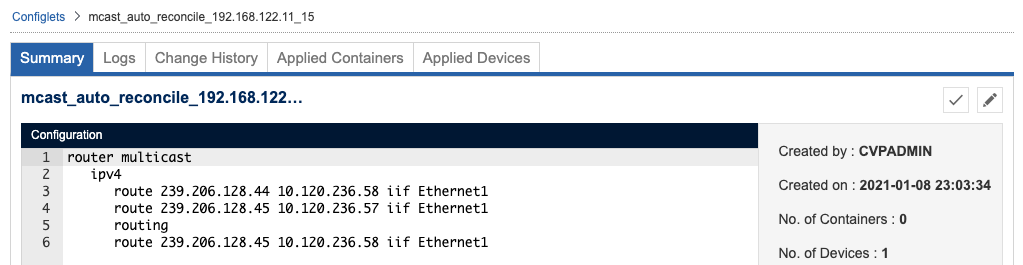 Configlets > mcast_auto_reconcile_192.168.122.11_15
Summary Logs Change History Applied Containers Applied Devices
mcast_auto_reconcile_192.168.122...
Configuration
1 router multicast
2 ipv4
3 route 239.206.128.44 10.120.236.58 iif Ethernet1
4 route 239.206.128.45 10.120.236.57 iif Ethernet1
5 routing
6 route 239.206.128.45 10.120.236.58 iif Ethernet1
Created by : CVPADMIN
Created on : 2021-01-08 23:03:34
No. of Containers : 0
No. of Devices : 1